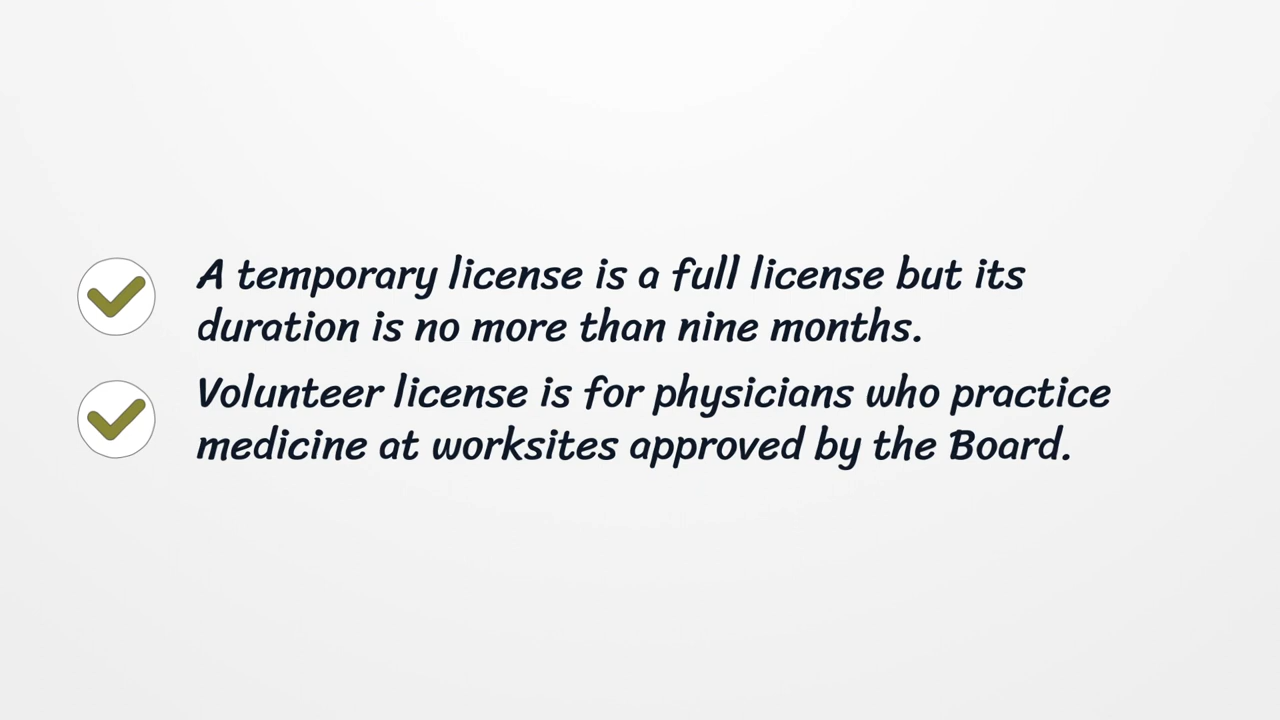 A temporary license is a full license but its
duration is no more than nine months.
Volunteer license is for physicians who practice
medicine at worksites approved by the Board.